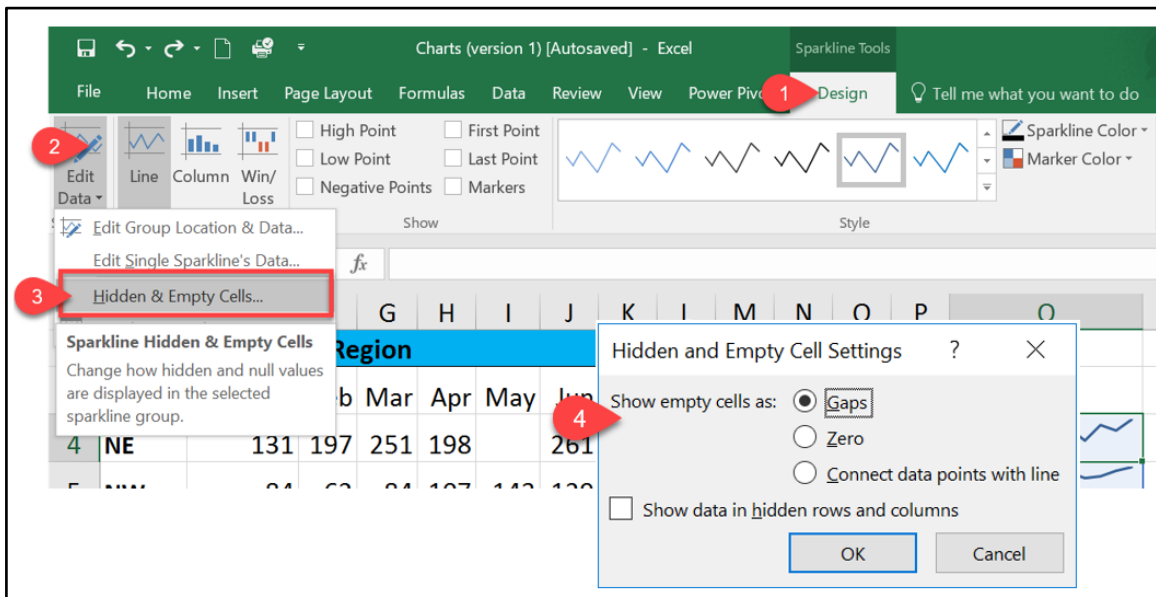 Charts (version 1) [Autosaved] - Excel
Sparkline Tools
File Home Insert Page Layout Formulas Data Review View Power 1 Design Tell me what you want to do
2
Edit Data
Line
Column
Win/
Loss
High Point
First Point
Low Point
Last Point
Negative Points
Markers
Show
Style
Sparkline Color
Marker Color
Edit Group Location & Data...
Edit Single Sparkline's Data...
3
Hidden & Empty Cells...
fx
G H I J K L M N O P Q
Sparkline Hidden & Empty Cells
Change how hidden and null values
are displayed in the selected
sparkline group.
Region
Mar Apr May Jun
4 NE 131 197 251 198 261
Hidden and Empty Cell Settings ?
4
Show empty cells as:
Gaps
Zero
Connect data points with line
Show data in hidden rows and columns
OK
Cancel